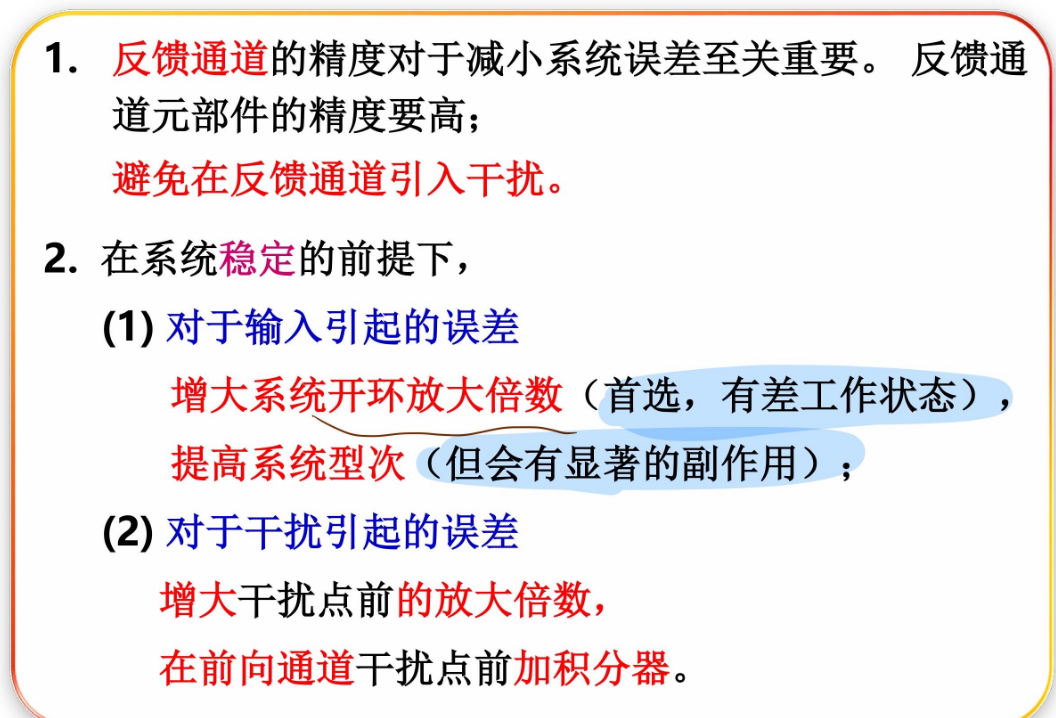 1. 反馈通道的精度对于减小系统误差至关重要。 反馈通
道元部件的精度要高；
避免在反馈通道引入干扰。
2. 在系统稳定的前提下，
(1) 对于输入引起的误差
增大系统开环放大倍数（首选，有差工作状态），
提高系统型次（但会有显著的副作用）；
(2) 对于干扰引起的误差
增大干扰点前的放大倍数，
在前向通道干扰点前加积分器。